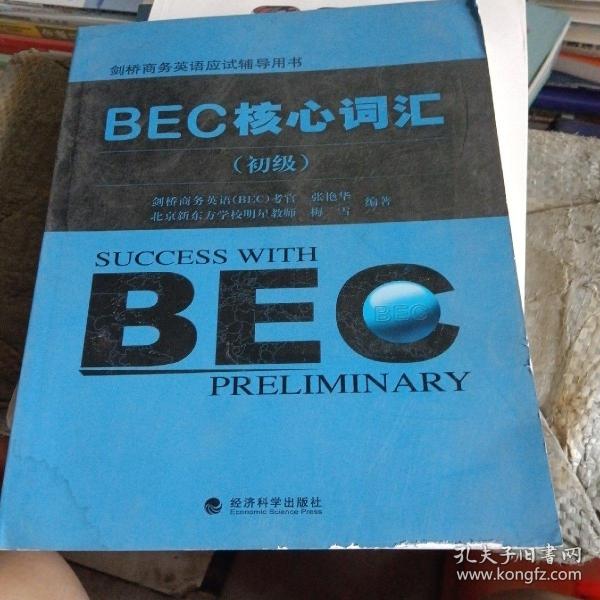 剑桥商务英语应试辅导用书
BEC核心词汇
（初级）
剑桥商务英语(BEC)考官 张艳华 编著
北京新东方学校明星教师 梅 雪
SUCCESS WITH
BEC
BEC
PRELIMINARY
经济科学出版社
Economic Science Press
孔夫子旧書网
www.kongfz.com